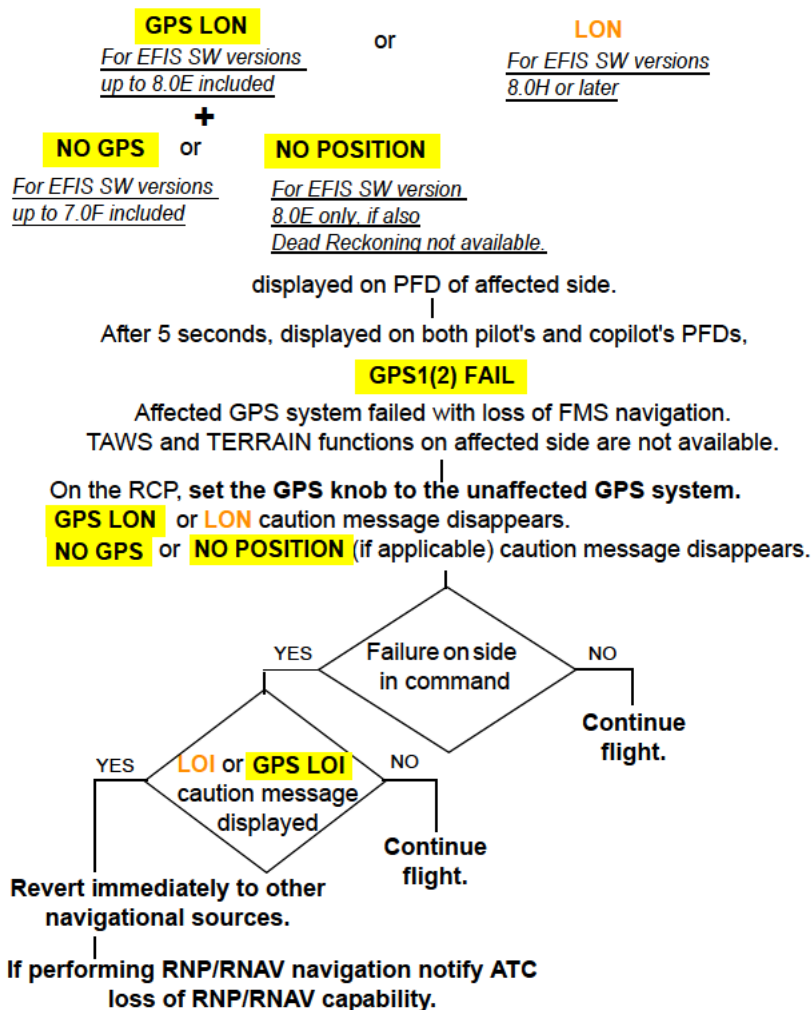 GPS LON or LON
For EFIS SW versions
up to 8.0E included
For EFIS SW versions
8.0H or later
+
NO GPS or NO POSITION
For EFIS SW versions
up to 7.0F included
For EFIS SW version
8.0E only, if also
Dead Reckoning not available.
displayed on PFD of affected side.
After 5 seconds, displayed on both pilot's and copilot's PFDs,
GPS1(2) FAIL
Affected GPS system failed with loss of FMS navigation.
TAWS and TERRAIN functions on affected side are not available.
On the RCP, set the GPS knob to the unaffected GPS system.
GPS LON or LON caution message disappears.
NO GPS or NO POSITION (if applicable) caution message disappears.
YES
Failure on side
in command
NO
Continue
flight.
YES
LOI or GPS LOI
caution message
displayed
NO
Continue
flight.
Revert immediately to other
navigational sources.
If performing RNP/RNAV navigation notify ATC
loss of RNP/RNAV capability.